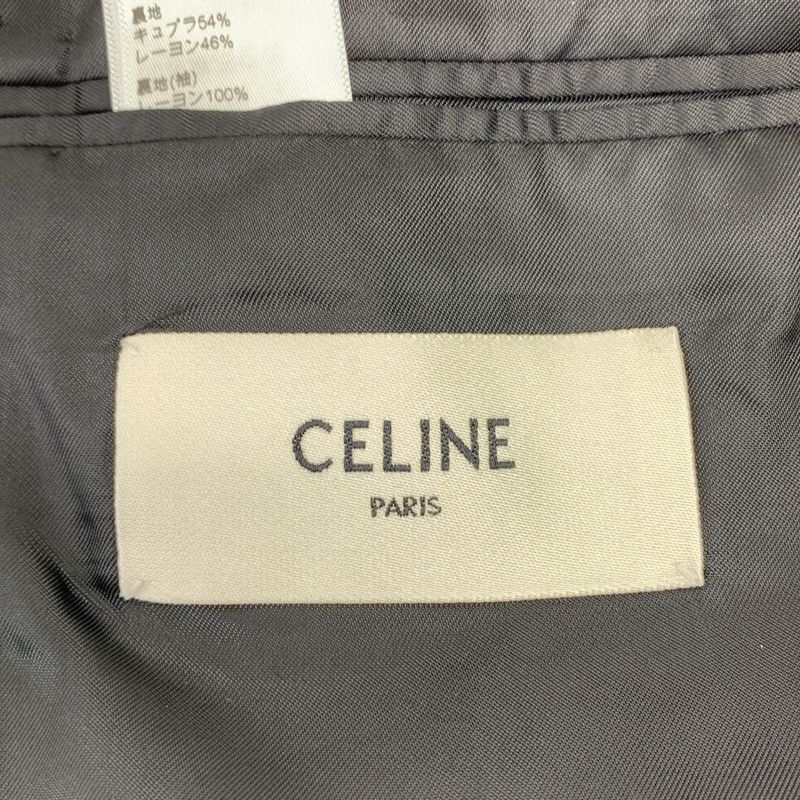 裏地
キュプラ54%
レーヨン46%
裏地(袖)
レーヨン100%
CELINE
PARIS